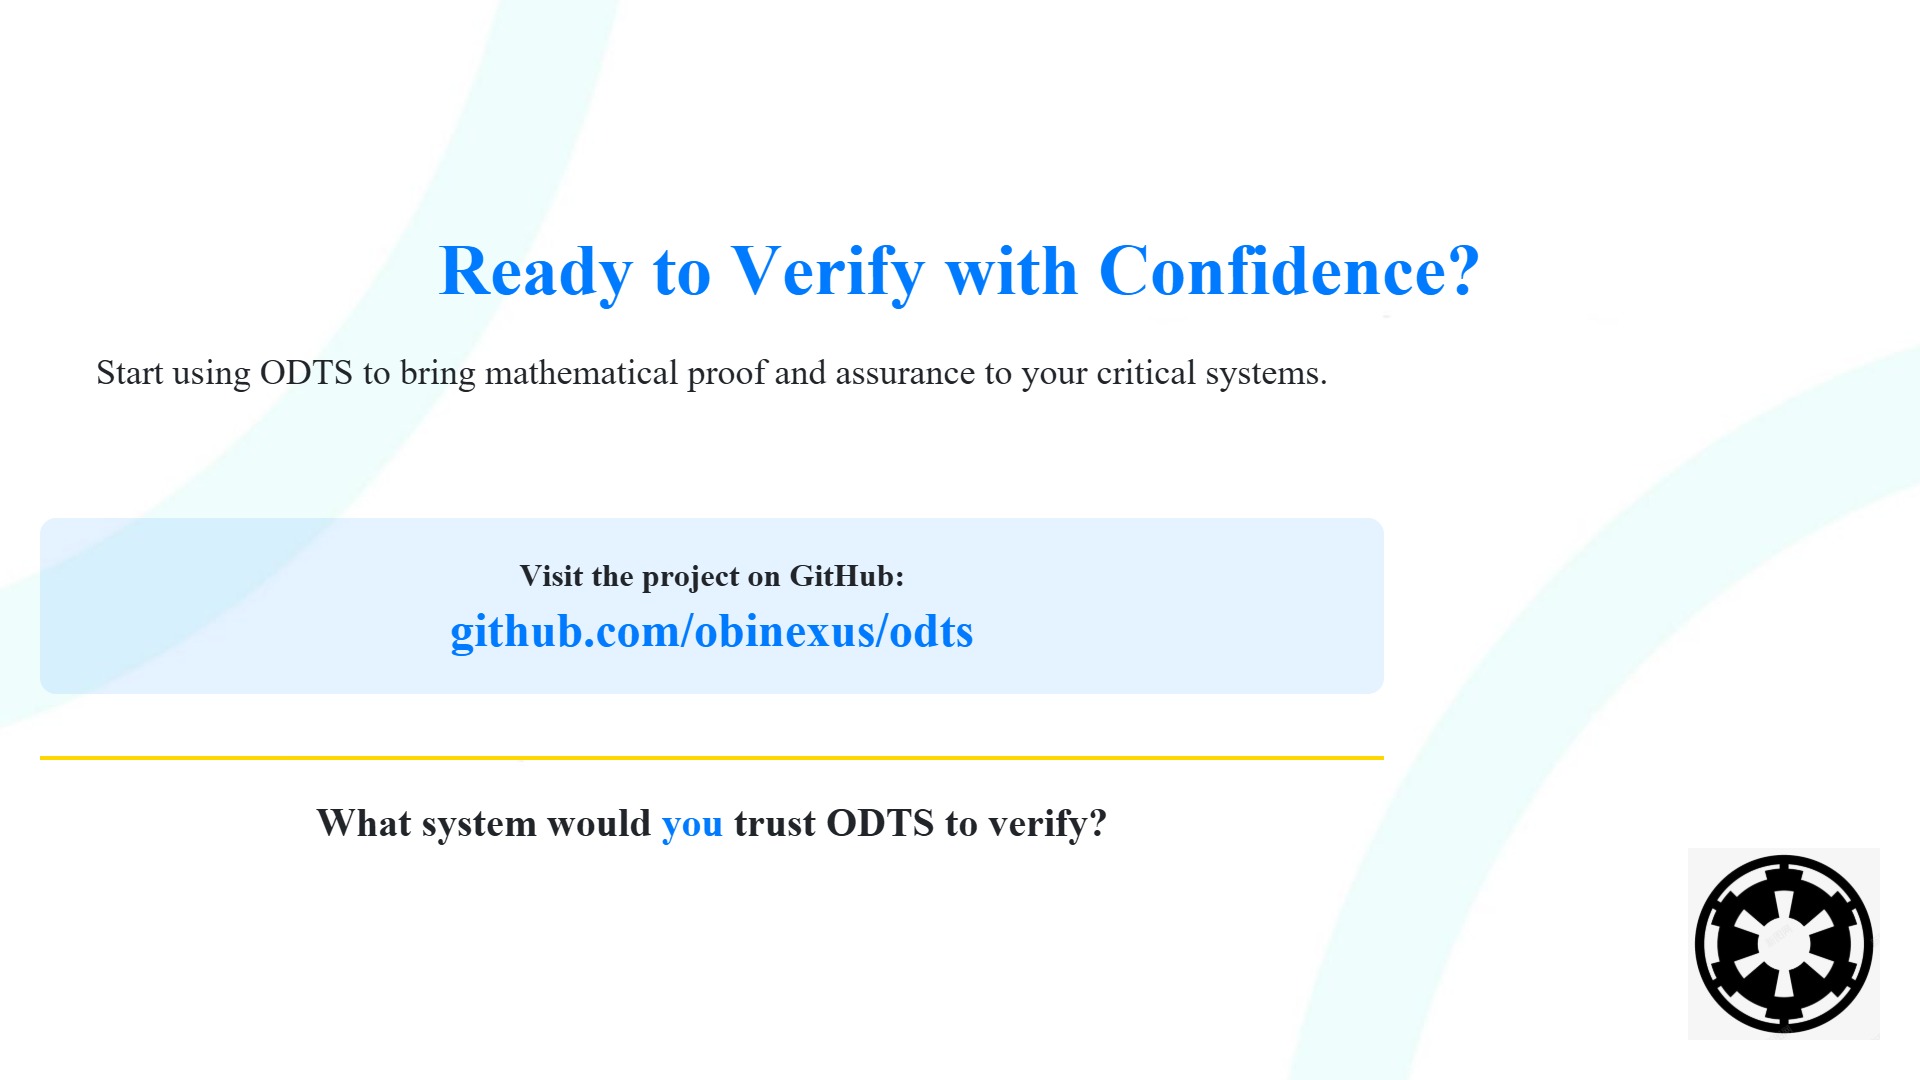 Ready to Verify with Confidence?
Start using ODTS to bring mathematical proof and assurance to your critical systems.
Visit the project on GitHub:
github.com/obinexus/odts
What system would you trust ODTS to verify?